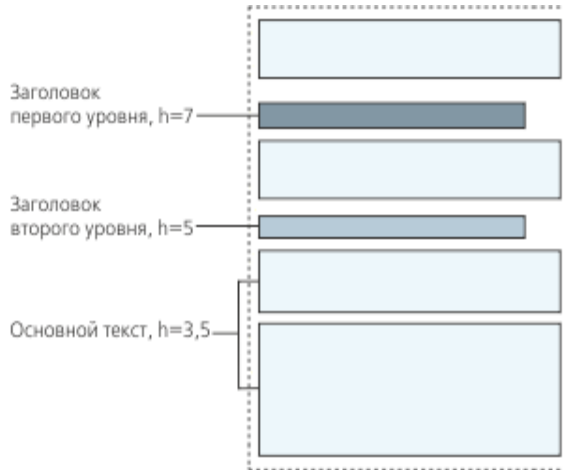 Заголовок
первого уровня, h=7
Заголовок
второго уровня, h=5
Основной текст, h=3,5